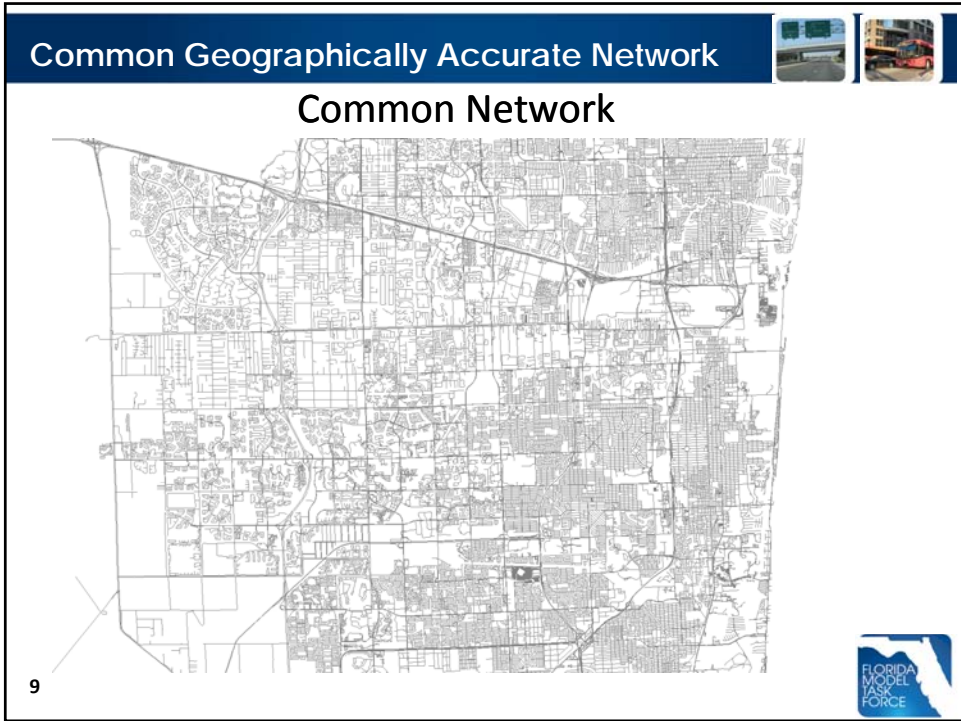 Common Geographically Accurate Network
Common Network
9
FLORIDA
MODEL
TASK
FORCE